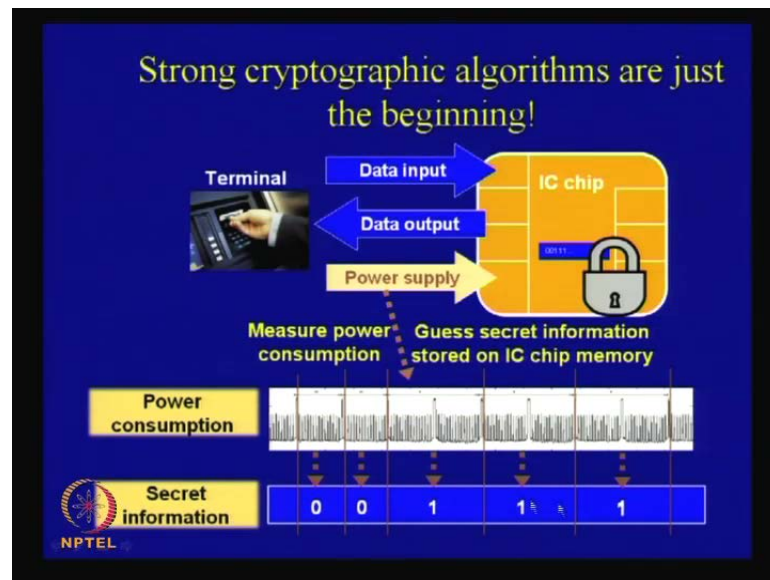 Strong cryptographic algorithms are just
the beginning!
Terminal
Data input
IC chip
Data output
00111...
Power supply
Measure power
consumption
Guess secret information
stored on IC chip memory
Power
consumption
Secret
information
0 0 1 1 1
NPTEL